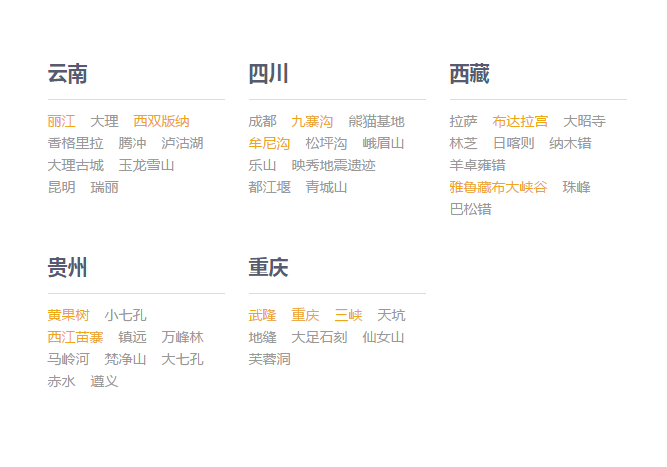 云南
丽江 大理 西双版纳
香格里拉 腾冲 泸沽湖
大理古城 玉龙雪山
昆明 瑞丽
四川
成都 九寨沟 熊猫基地
牟尼沟 松坪沟 峨眉山
乐山 映秀地震遗迹
都江堰 青城山
西藏
拉萨 布达拉宫 大昭寺
林芝 日喀则 纳木错
羊卓雍错
雅鲁藏布大峡谷 珠峰
巴松错
贵州
黄果树 小七孔
西江苗寨 镇远 万峰林
马岭河 梵净山 大七孔
赤水 遵义
重庆
武隆 重庆 三峡 天坑
地缝 大足石刻 仙女山
芙蓉洞